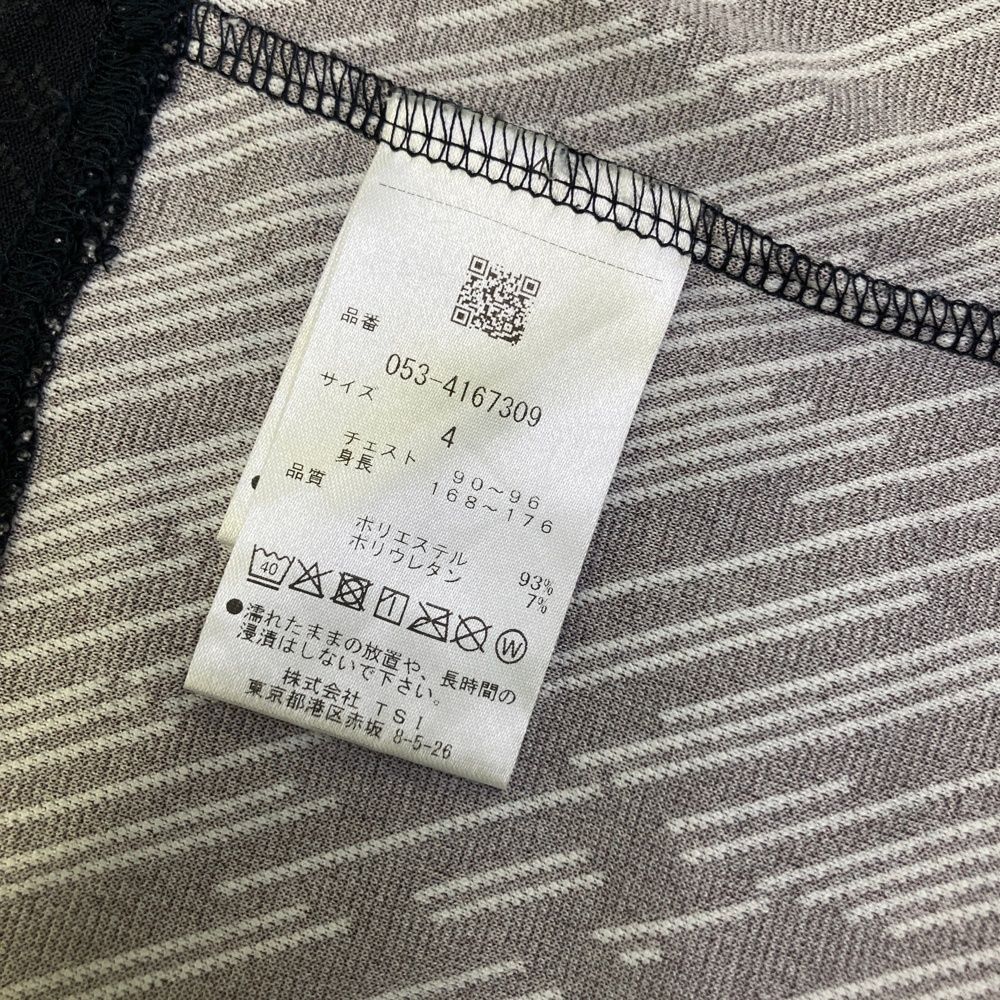 品番
053-4167309
サイズ
4
チェスト 90～96
身長 168～176
品質
ポリエステル 93%
ポリウレタン 7%
40
W
●濡れたままの放置や、長時間の
浸漬はしないで下さい。
株式会社 TSI
東京都港区赤坂 8-5-26